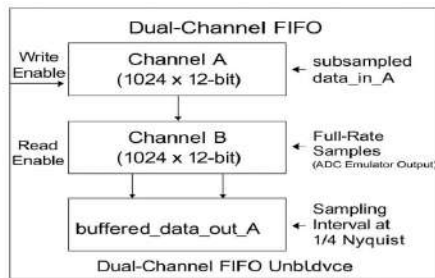 Dual-Channel FIFO
Write
Enable
Channel A
(1024 x 12-bit)
subsampled
data_in_A
Read
Enable
Channel B
(1024 x 12-bit)
Full-Rate
Samples
(ADC Emulator Output)
buffered_data_out_A
Sampling
Interval at
1/4 Nyquist
Dual-Channel FIFO Unbldvce